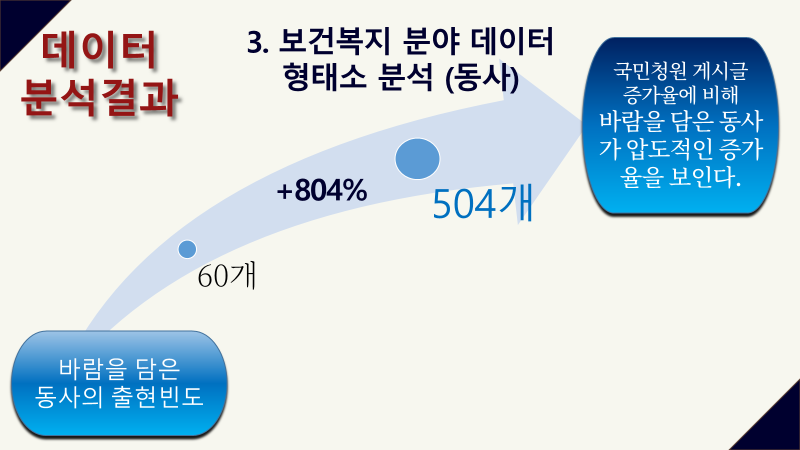 데이터
분석결과
3. 보건복지 분야 데이터
형태소 분석 (동사)
국민청원 게시글
증가율에 비해
바람을 담은 동사
가 압도적인 증가
율을 보인다.
+804%
504개
60개
바람을 담은
동사의 출현빈도